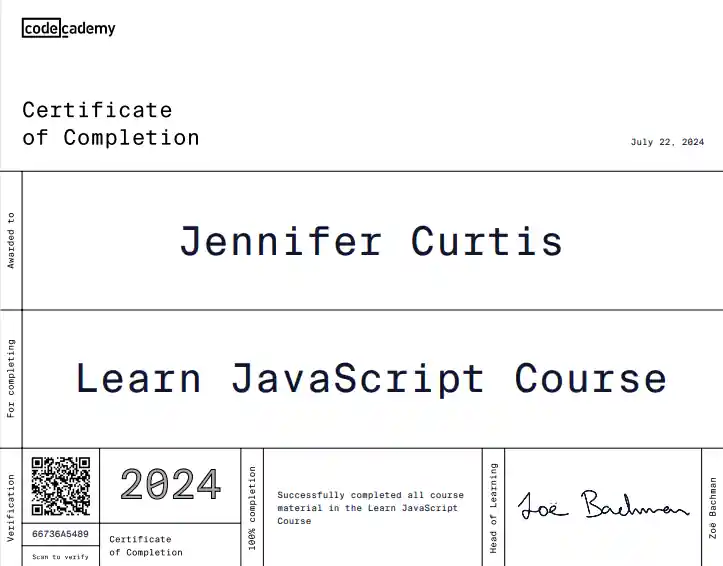 codecademy
Certificate
of Completion
July 22, 2024
Awarded to
Jennifer Curtis
For completing
Learn JavaScript Course
Verification
66736A5489
Scan to verify
2024
Certificate
of Completion
100% completion
Successfully completed all course
material in the Learn JavaScript
Course
Head of Learning
Zoë Bachman
Zoë Bachman